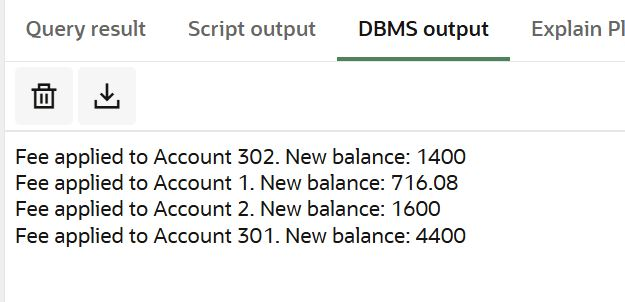 Query result Script output DBMS output Explain Pl
Fee applied to Account 302. New balance: 1400
Fee applied to Account 1. New balance: 716.08
Fee applied to Account 2. New balance: 1600
Fee applied to Account 301. New balance: 4400